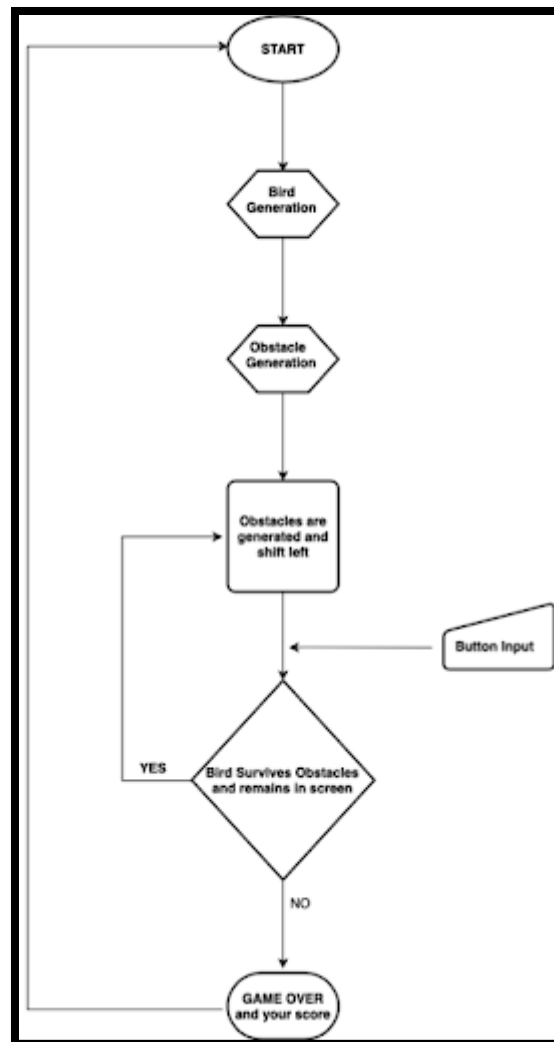 START
Bird
Generation
Obstacle
Generation
Obstacles are
generated and
shift left
Button Input
YES
Bird Survives Obstacles
and remains in screen
NO
GAME OVER
and your score